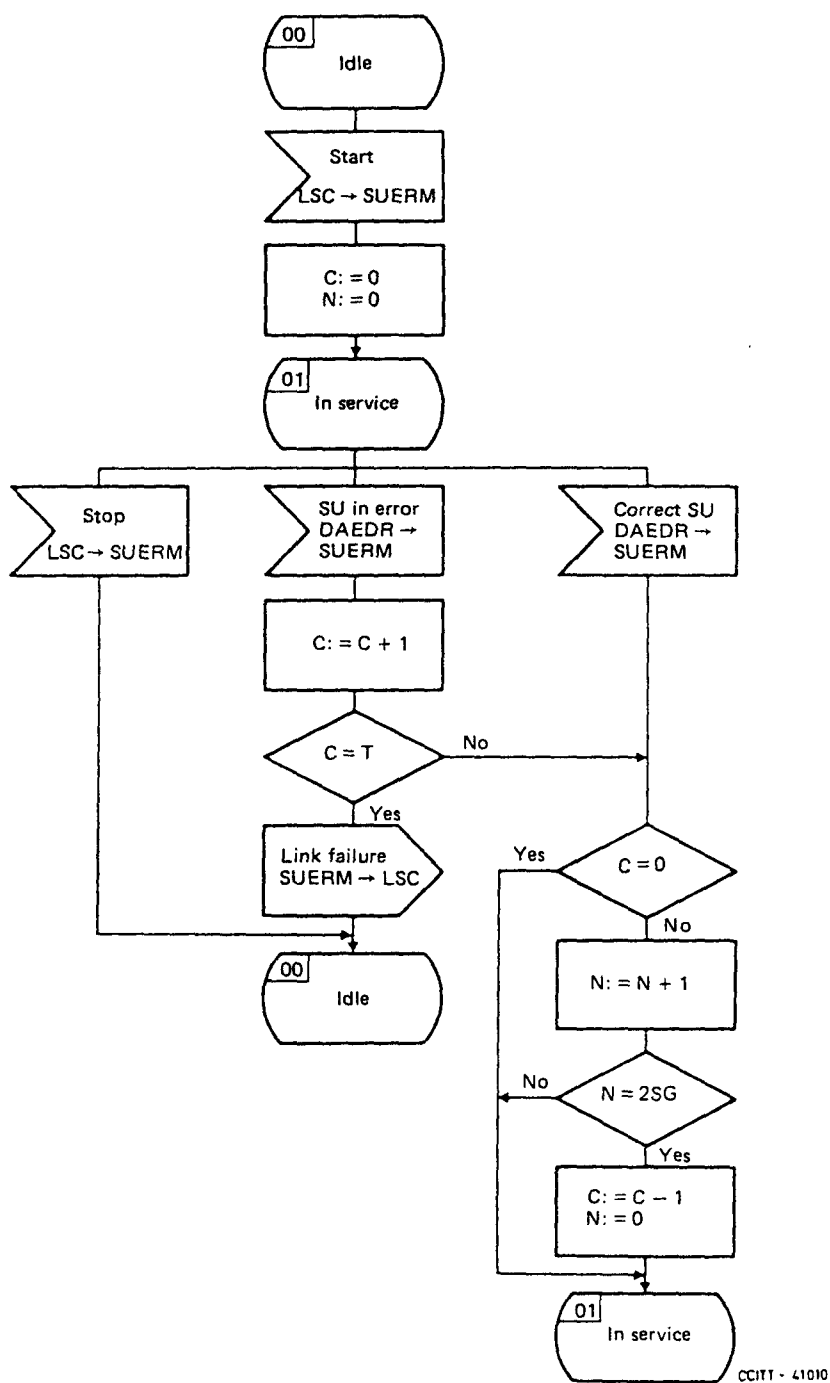 00
Idle
Start
LSC → SUERM
C: = 0
N: = 0
01
In service
Stop
LSC → SUERM
SU in error
DAEDR →
SUERM
Correct SU
DAEDR →
SUERM
C: = C + 1
C = T
No
Yes
Link failure
SUERM → LSC
Yes
C = 0
No
00
Idle
N: = N + 1
No
N = 2SG
Yes
C: = C − 1
N: = 0
01
In service
CCITT - 41010